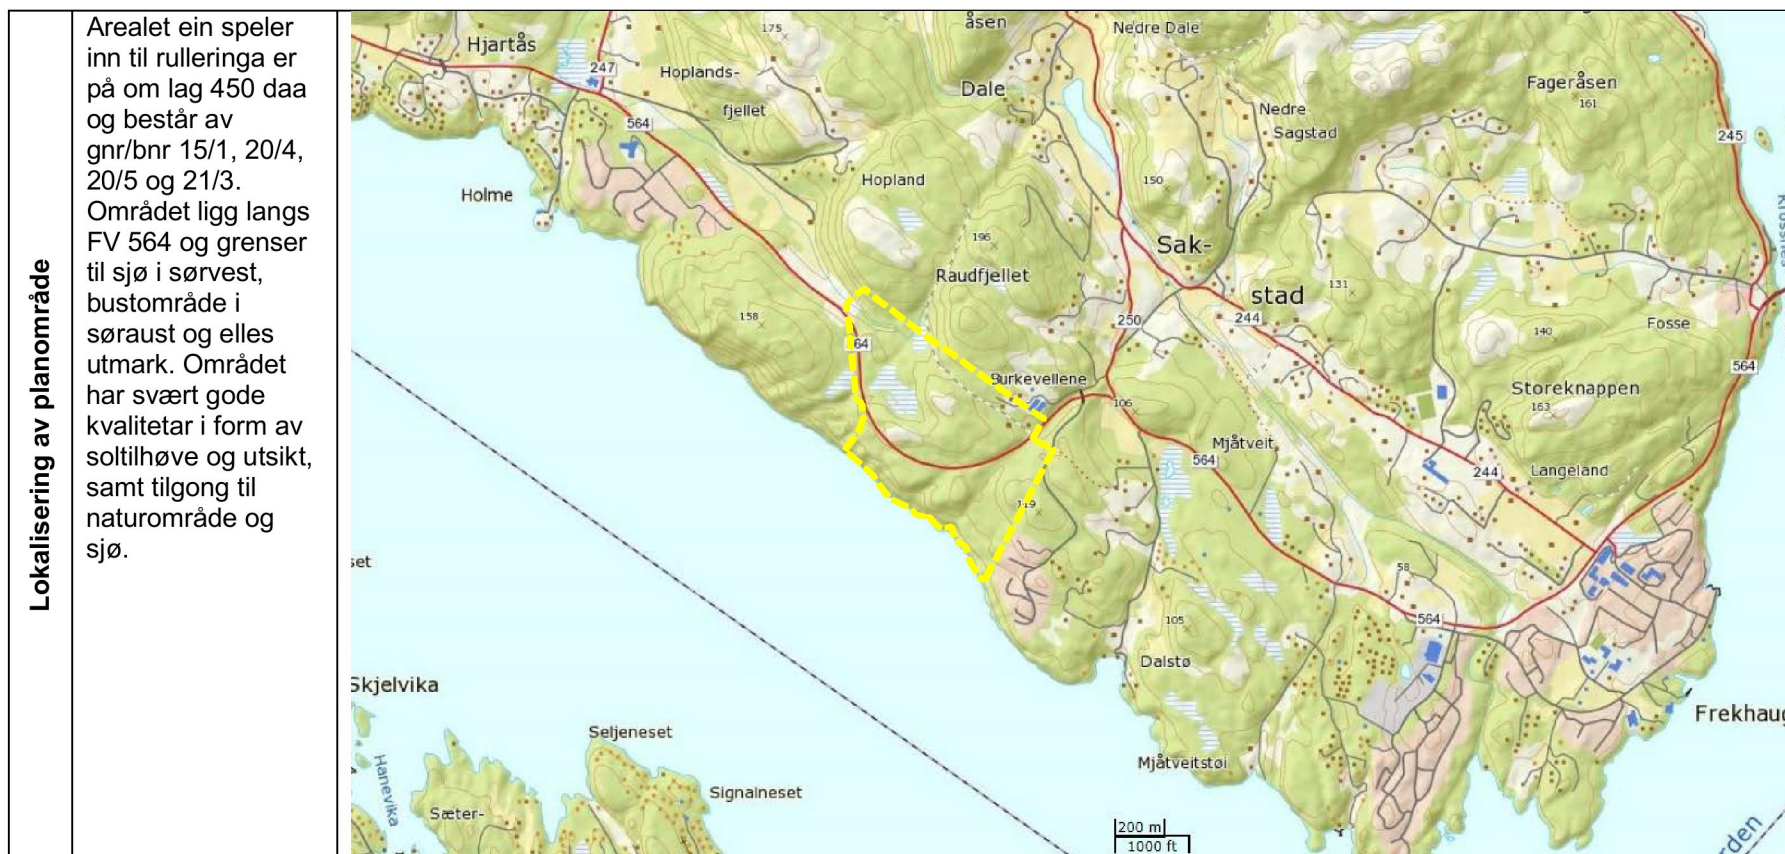 Lokalisering av planområde
Arealet ein speler
inn til rulleringa er
på om lag 450 daa
og består av
gnr/bnr 15/1, 20/4,
20/5 og 21/3.
Området ligg langs
FV 564 og grenser
til sjø i sørvest,
bustområde i
søraust og elles
utmark. Området
har svært gode
kvalitetar i form av
soltilhøve og utsikt,
samt tilgong til
naturområde og
sjø.
Hjartås
175
åsen
Nedre Dale
247
Hoplands-
fjellet
Dale
Fageråsen
161
Nedre
Sagstad
564
245
Holme
Hopland
150
196
Raudfjellet
Sak-
stad
131
158
250
244
140
Fosse
64
564
Burkevellene
Storeknappen
163
106
Mjåtveit
564
244
Langeland
119
58
105
564
Dalstø
set
Skjelvika
Frekhaug
Seljeneset
Mjåtveitstøi
Hanevika
Signalneset
Sæter-
200 m
1000 ft
rden